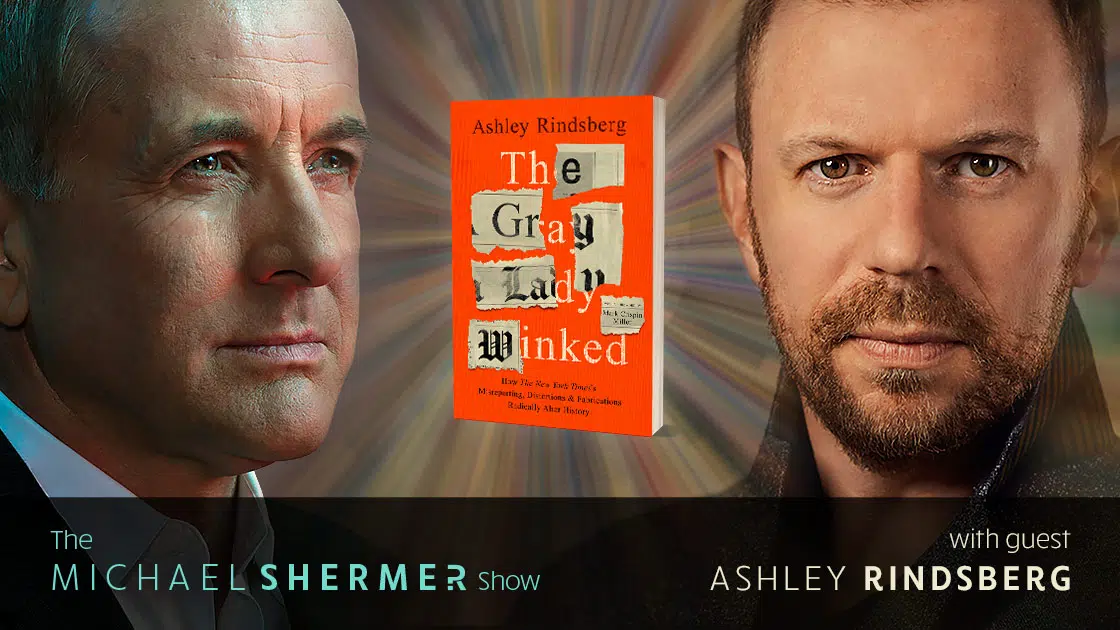 Ashley Rindsberg
The
Gray
Lady
Winked
Mark Crispin
Miller
How The New York Times's
Misreporting, Distortions & Fabrications
Radically Alter History
The
MICHAEL SHERMER Show
with guest
ASHLEY RINDSBERG